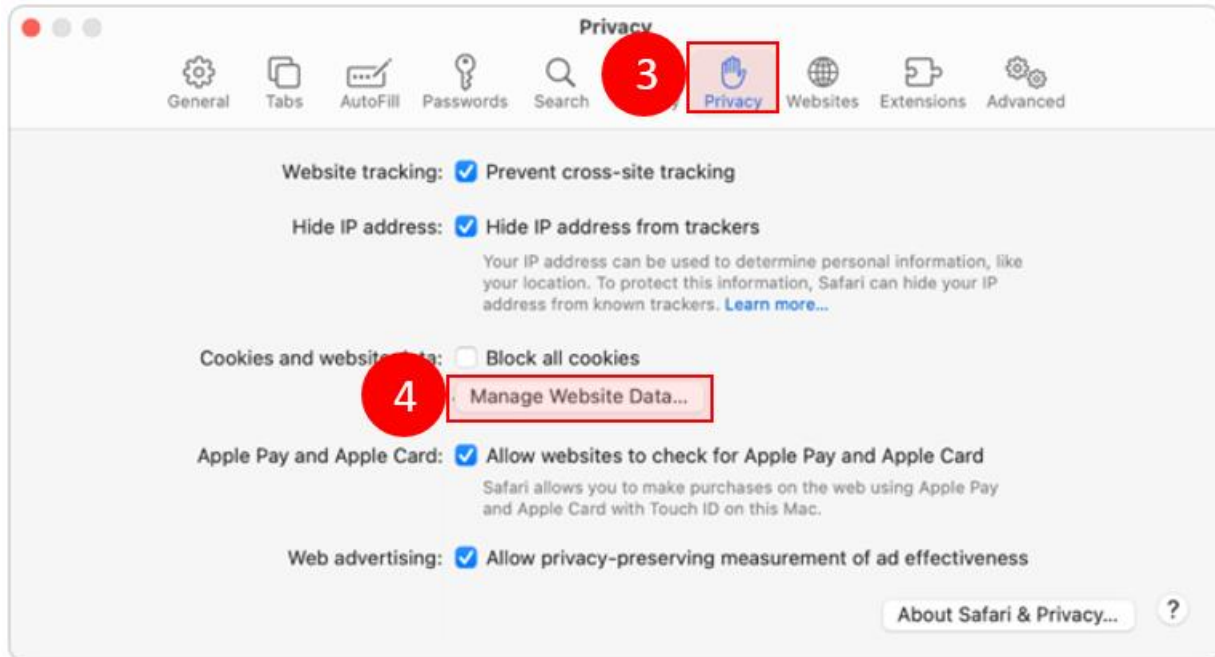 Privacy
General Tabs AutoFill Passwords Search 3 Privacy Websites Extensions Advanced
Website tracking: Prevent cross-site tracking
Hide IP address: Hide IP address from trackers
Your IP address can be used to determine personal information, like
your location. To protect this information, Safari can hide your IP
address from known trackers. Learn more...
Cookies and website Block all cookies
4 Manage Website Data...
Apple Pay and Apple Card: Allow websites to check for Apple Pay and Apple Card
Safari allows you to make purchases on the web using Apple Pay
and Apple Card with Touch ID on this Mac.
Web advertising: Allow privacy-preserving measurement of ad effectiveness
About Safari & Privacy... ?